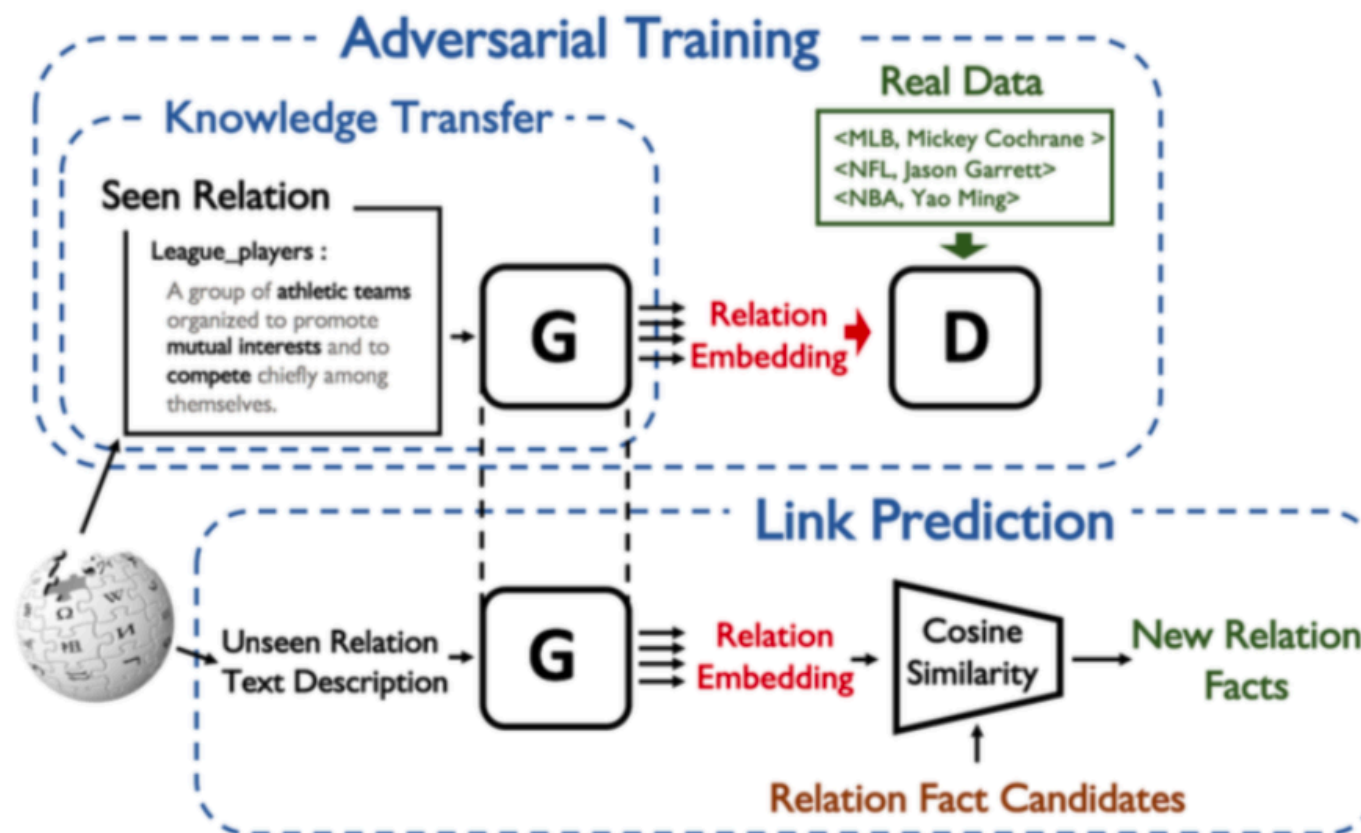 Adversarial Training
Knowledge Transfer
Real Data
<MLB, Mickey Cochrane >
<NFL, Jason Garrett>
<NBA, Yao Ming>
Seen Relation
League_players :
A group of athletic teams
organized to promote
mutual interests and to
compete chiefly among
themselves.
G
Relation
Embedding
D
Link Prediction
Ω
W
И
Unseen Relation
Text Description
G
Relation
Embedding
Cosine
Similarity
New Relation
Facts
Relation Fact Candidates